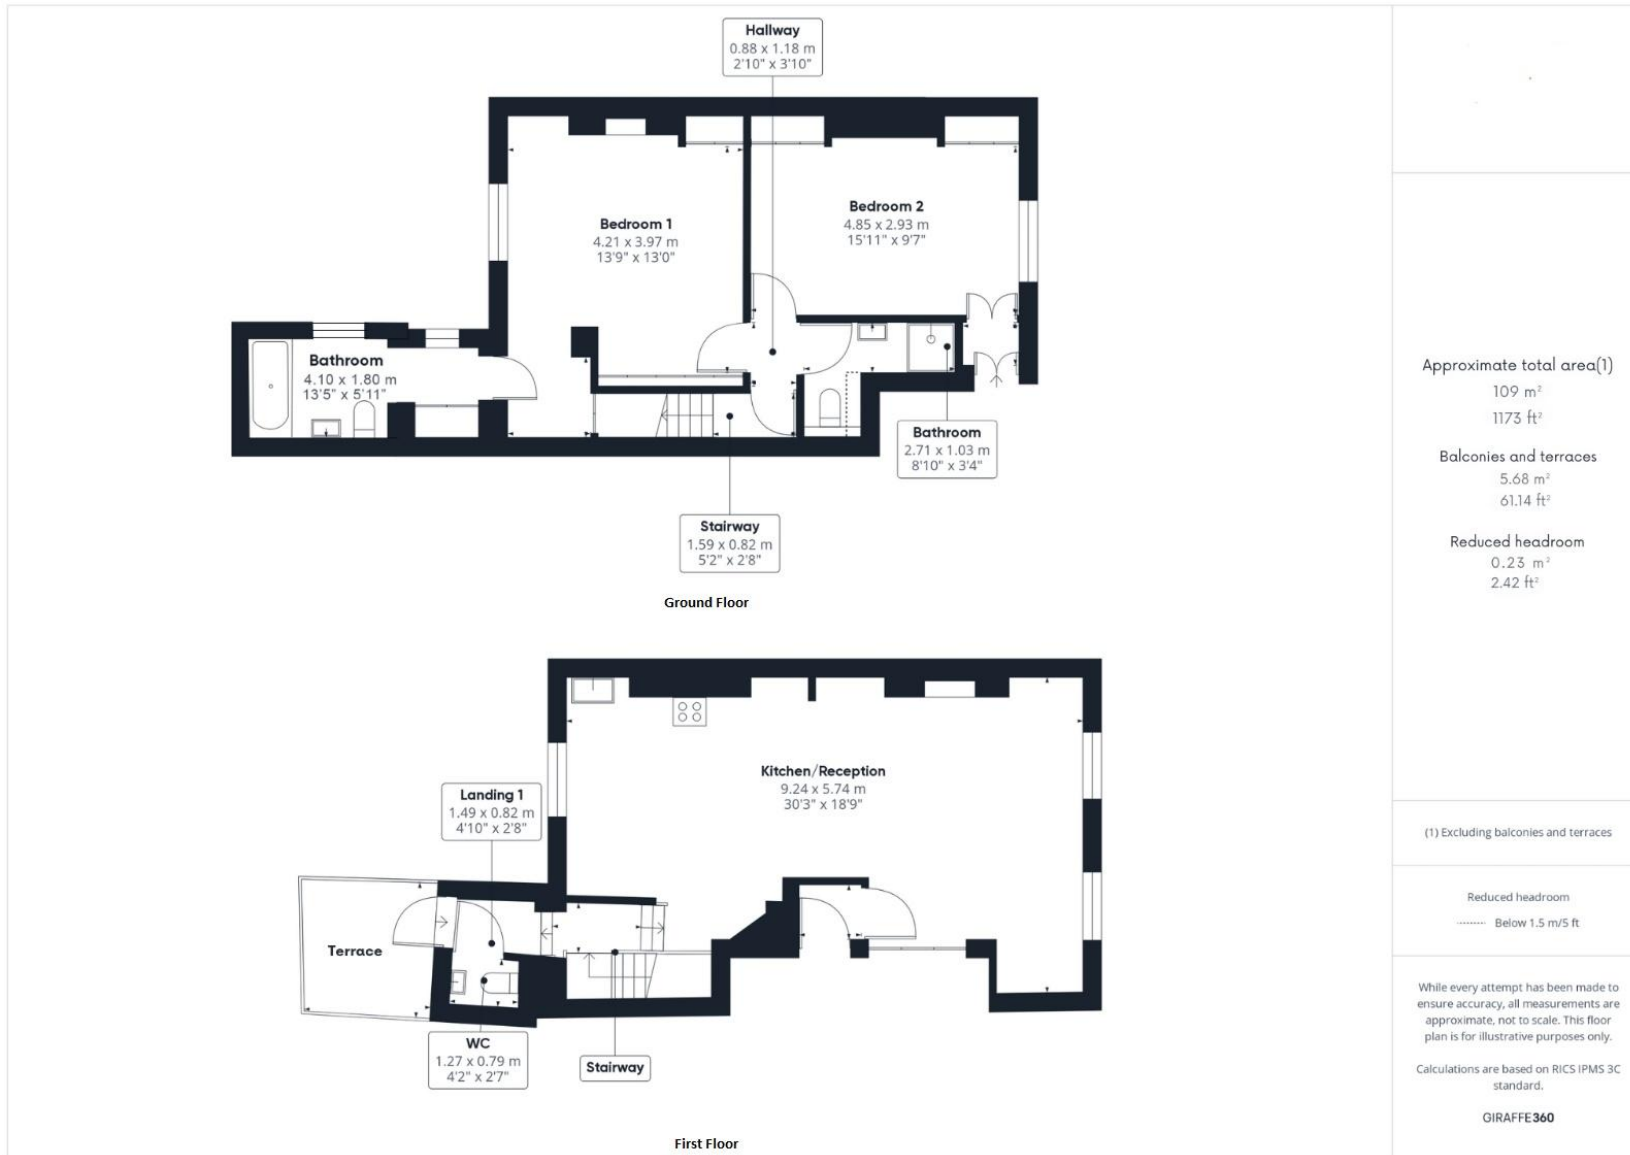 Hallway
0.88 x 1.18 m
2'10" x 3'10"
Bedroom 1
4.21 x 3.97 m
13'9" x 13'0"
Bedroom 2
4.85 x 2.93 m
15'11" x 9'7"
Bathroom
4.10 x 1.80 m
13'5" x 5'11"
Bathroom
2.71 x 1.03 m
8'10" x 3'4"
Stairway
1.59 x 0.82 m
5'2" x 2'8"
Ground Floor
Kitchen/Reception
9.24 x 5.74 m
30'3" x 18'9"
Landing 1
1.49 x 0.82 m
4'10" x 2'8"
Terrace
WC
1.27 x 0.79 m
4'2" x 2'7"
Stairway
First Floor
Approximate total area(1)
109 m²
1173 ft²
Balconies and terraces
5.68 m²
61.14 ft²
Reduced headroom
0.23 m²
2.42 ft²
(1) Excluding balconies and terraces
Reduced headroom
Below 1.5 m/5 ft
While every attempt has been made to
ensure accuracy, all measurements are
approximate, not to scale. This floor
plan is for illustrative purposes only.
Calculations are based on RICS IPMS 3C
standard.
GIRAFFE360